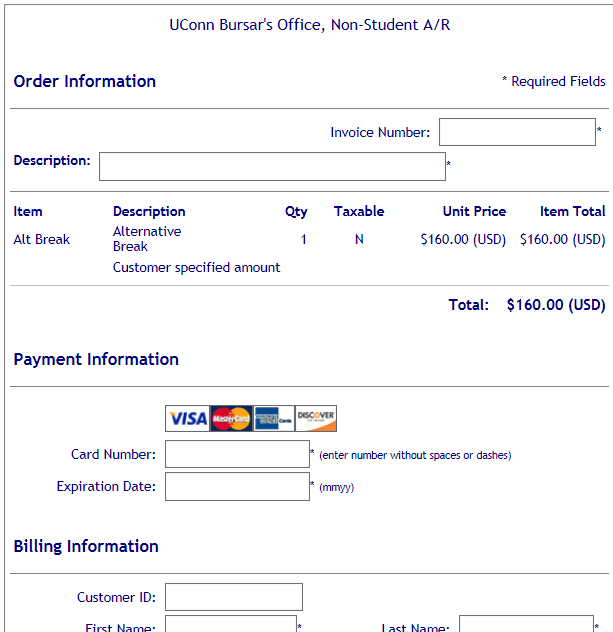 UConn Bursar's Office, Non-Student A/R
Order Information
* Required Fields
Invoice Number: *
Description: *
Item Description Qty Taxable Unit Price Item Total
Alt Break Alternative Break 1 N $160.00 (USD) $160.00 (USD)
Customer specified amount
Total: $160.00 (USD)
Payment Information
VISA MasterCard AMERICAN EXPRESS Cards DISCOVER
Card Number: * (enter number without spaces or dashes)
Expiration Date: * (mmyy)
Billing Information
Customer ID:
First Name: * Last Name: *